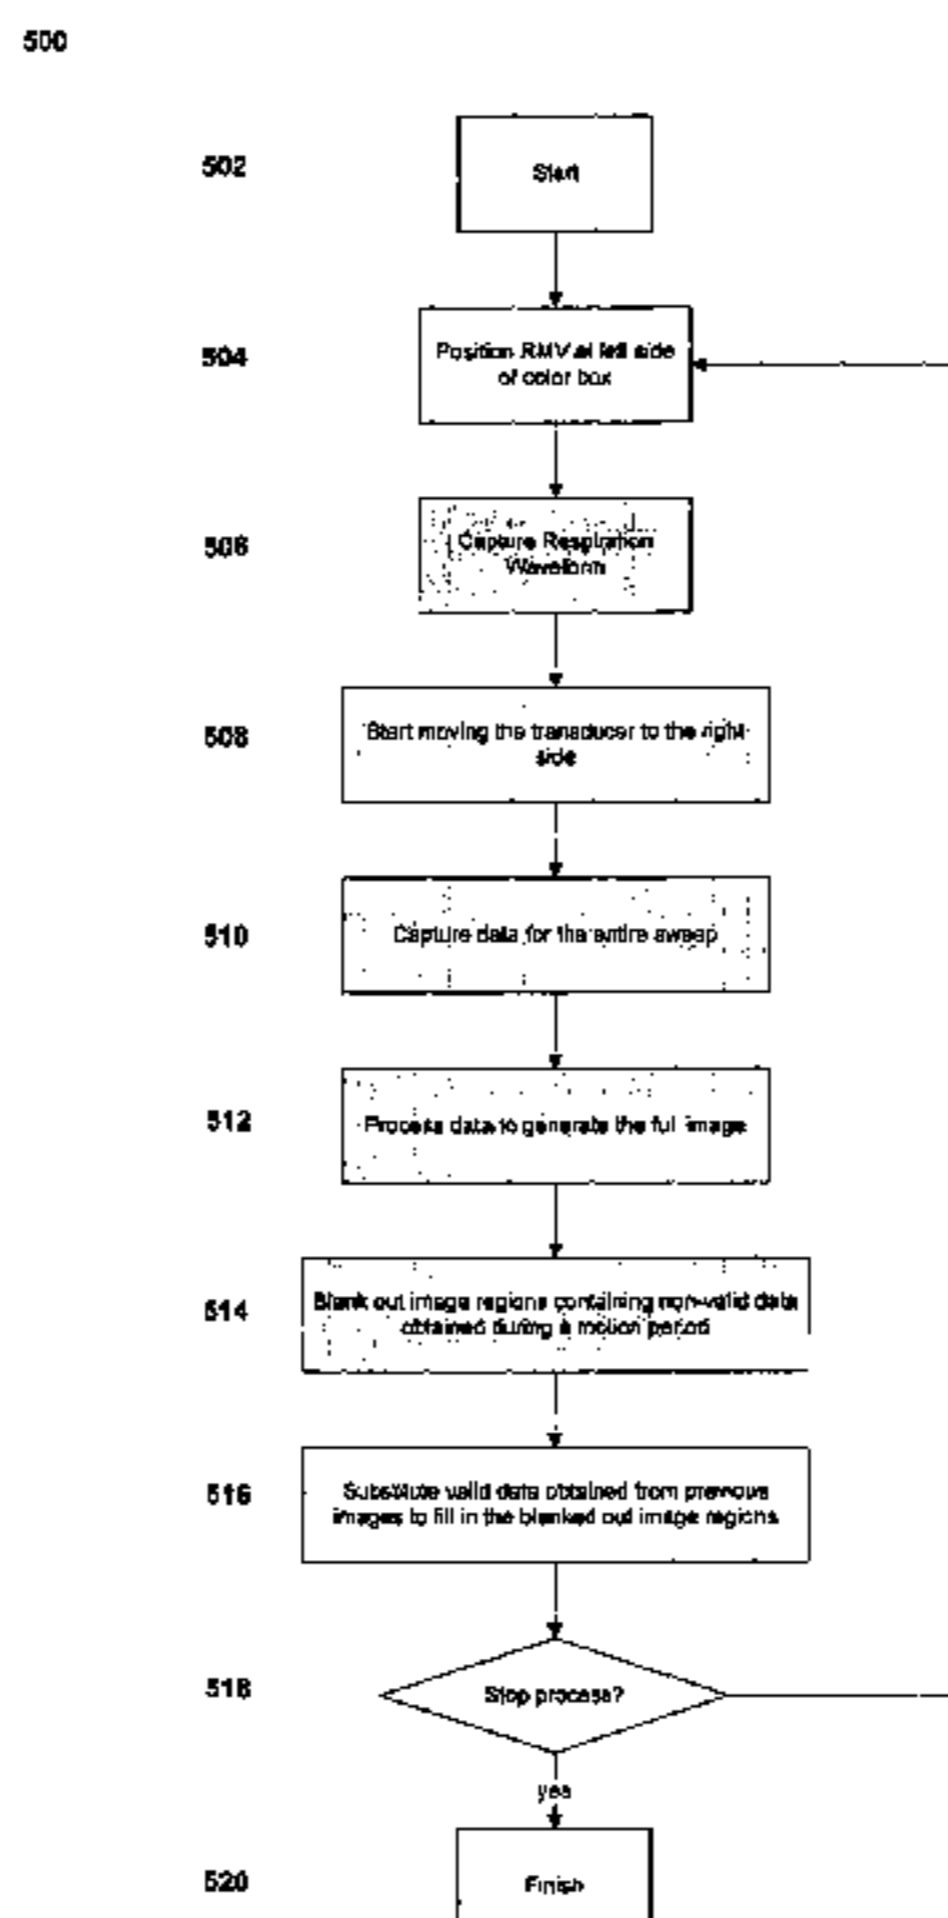 500
502
Start
504
Position RMV at left side
of color box
506
Capture Respiration
Waveform
508
Start moving the transducer to the right
side
510
Capture data for the entire sweep
512
Process data to generate the full image
514
Blank out image regions containing non-valid data
obtained during a motion period
516
Substitute valid data obtained from previous
images to fill in the blanked out image regions
518
Stop process?
yes
520
Finish